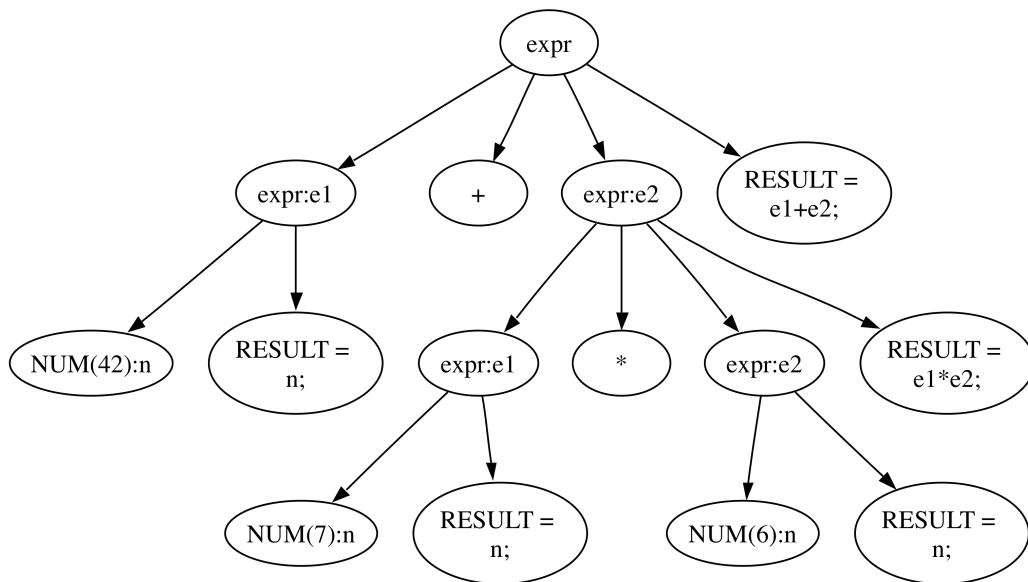 expr
expr:e1
+
expr:e2
RESULT =
e1+e2;
NUM(42):n
RESULT =
n;
expr:e1
*
expr:e2
RESULT =
e1*e2;
NUM(7):n
RESULT =
n;
NUM(6):n
RESULT =
n;